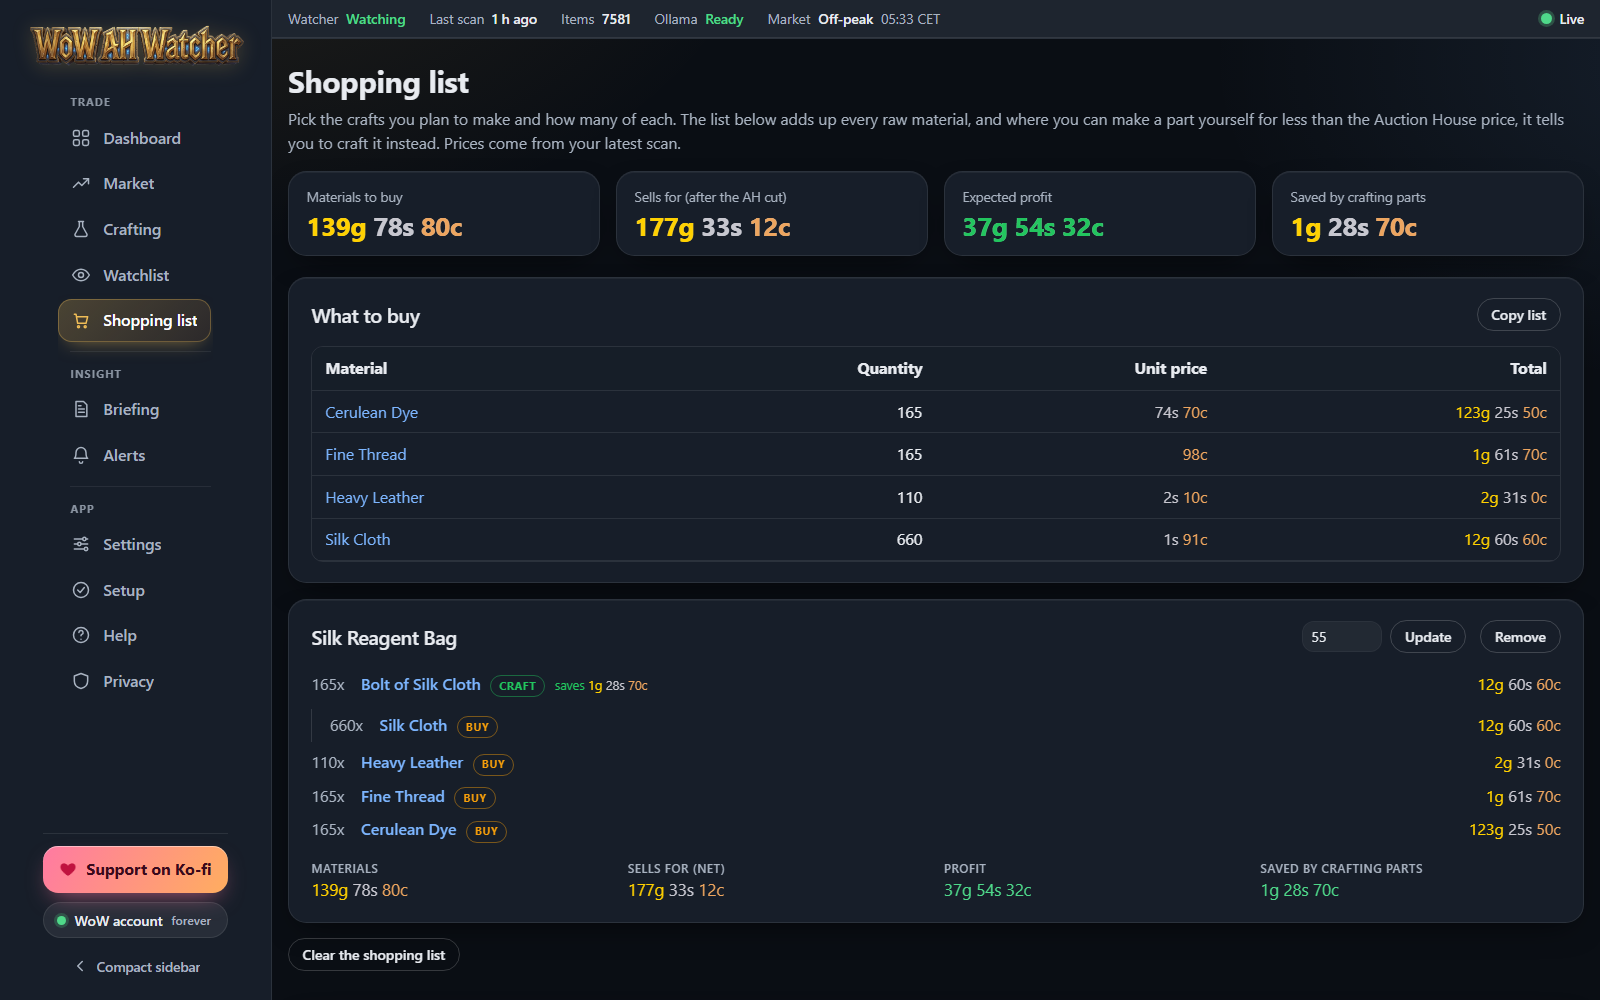 WoW AH Watcher
Watcher Watching Last scan 1 h ago Items 7581 Ollama Ready Market Off-peak 05:33 CET Live
TRADE
Dashboard
Market
Crafting
Watchlist
Shopping list
INSIGHT
Briefing
Alerts
APP
Settings
Setup
Help
Privacy
Support on Ko-fi
WoW account forever
Compact sidebar
Shopping list
Pick the crafts you plan to make and how many of each. The list below adds up every raw material, and where you can make a part yourself for less than the Auction House price, it tells
you to craft it instead. Prices come from your latest scan.
Materials to buy
139g 78s 80c
Sells for (after the AH cut)
177g 33s 12c
Expected profit
37g 54s 32c
Saved by crafting parts
1g 28s 70c
What to buy
Copy list
Material Quantity Unit price Total
Cerulean Dye 165 74s 70c 123g 25s 50c
Fine Thread 165 98c 1g 61s 70c
Heavy Leather 110 2s 10c 2g 31s 0c
Silk Cloth 660 1s 91c 12g 60s 60c
Silk Reagent Bag 55 Update Remove
165x Bolt of Silk Cloth CRAFT saves 1g 28s 70c 12g 60s 60c
660x Silk Cloth BUY 12g 60s 60c
110x Heavy Leather BUY 2g 31s 0c
165x Fine Thread BUY 1g 61s 70c
165x Cerulean Dye BUY 123g 25s 50c
MATERIALS SELLS FOR (NET) PROFIT SAVED BY CRAFTING PARTS
139g 78s 80c 177g 33s 12c 37g 54s 32c 1g 28s 70c
Clear the shopping list